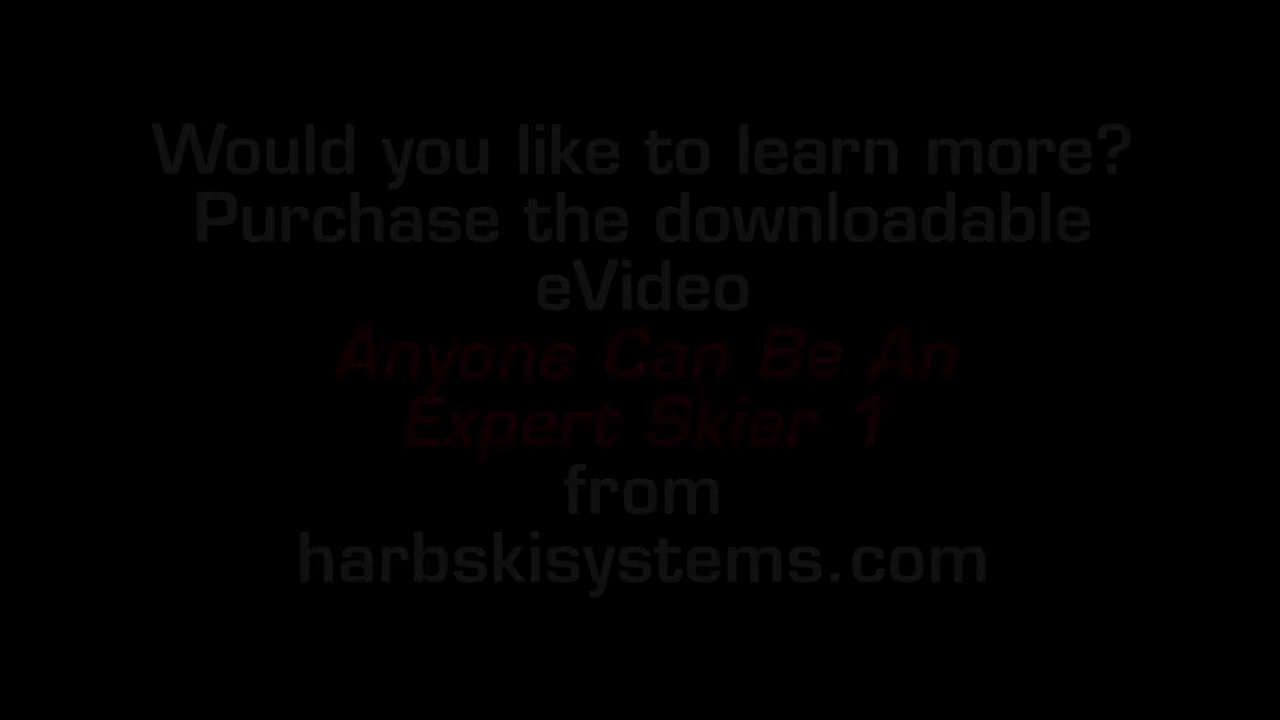 Would you like to learn more?
Purchase the downloadable
eVideo
Anyone Can Be An
Expert Skier 1
from
harbskisystems.com